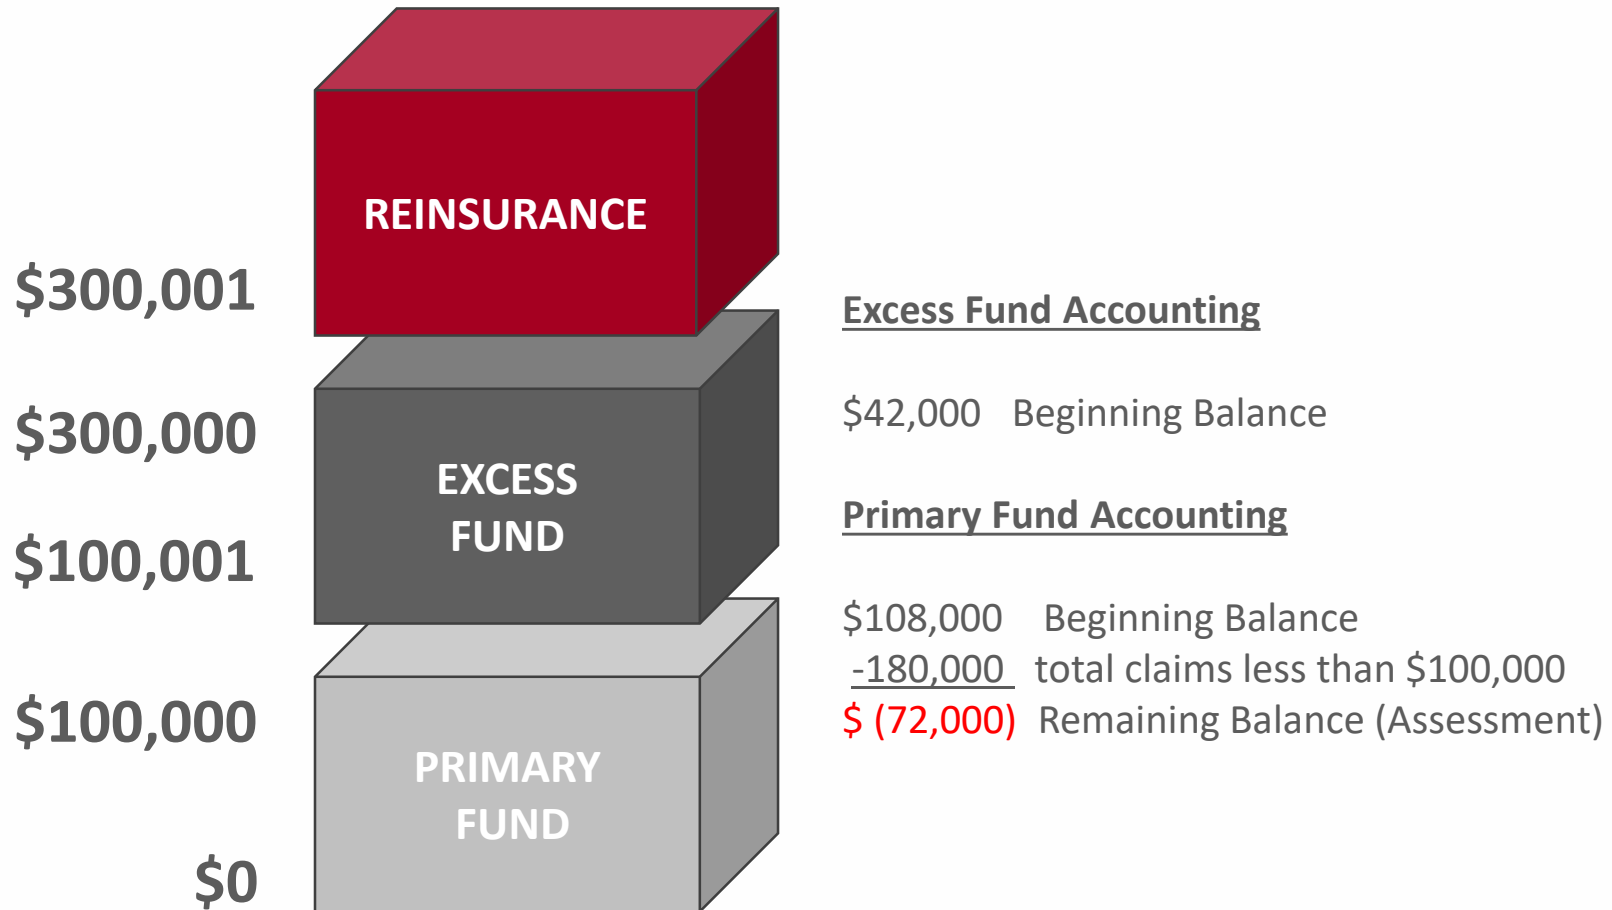 REINSURANCE
$300,001
$300,000
EXCESS
FUND
$100,001
$100,000
PRIMARY
FUND
$0
Excess Fund Accounting
$42,000 Beginning Balance
Primary Fund Accounting
$108,000 Beginning Balance
-180,000 total claims less than $100,000
$ (72,000) Remaining Balance (Assessment)